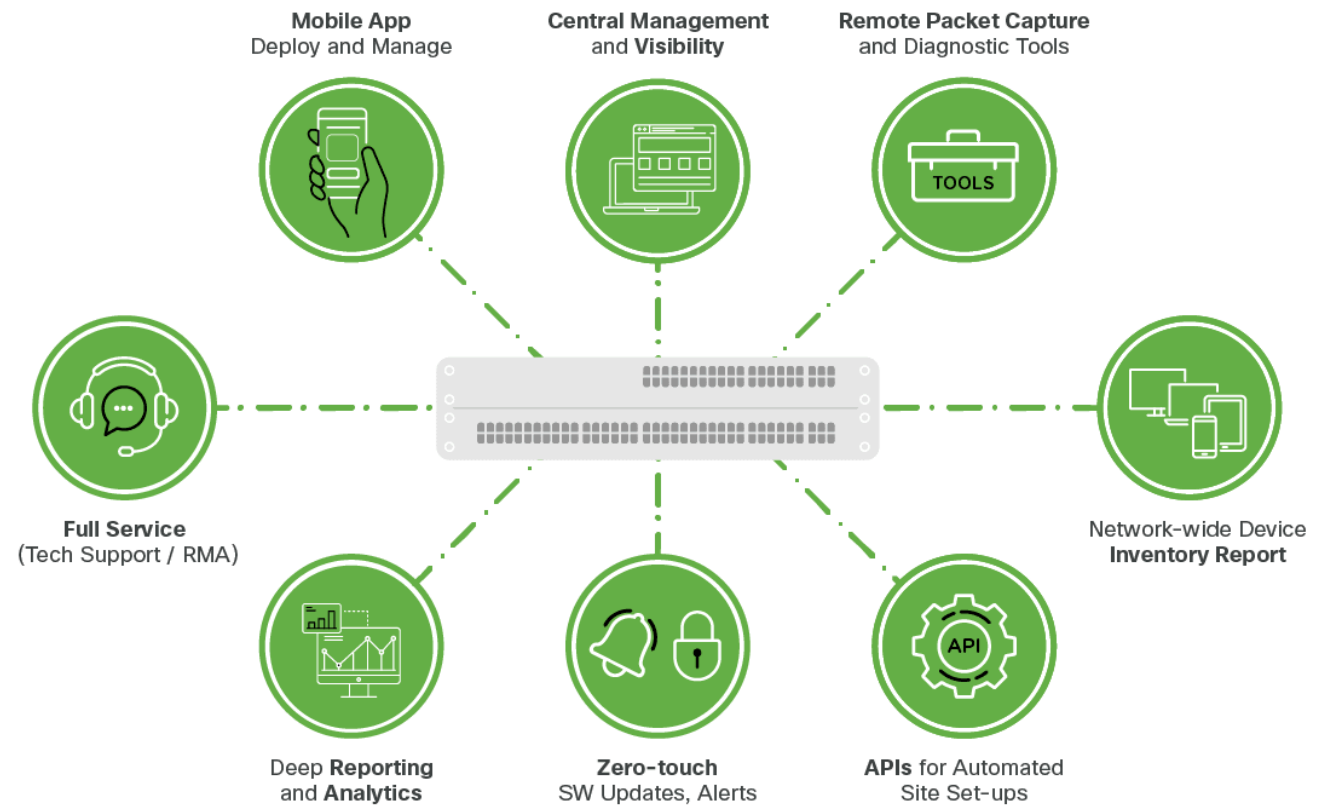 Mobile App
Deploy and Manage
Central Management
and Visibility
Remote Packet Capture
and Diagnostic Tools
TOOLS
Full Service
(Tech Support / RMA)
Network-wide Device
Inventory Report
API
Deep Reporting
and Analytics
Zero-touch
SW Updates, Alerts
APIs for Automated
Site Set-ups